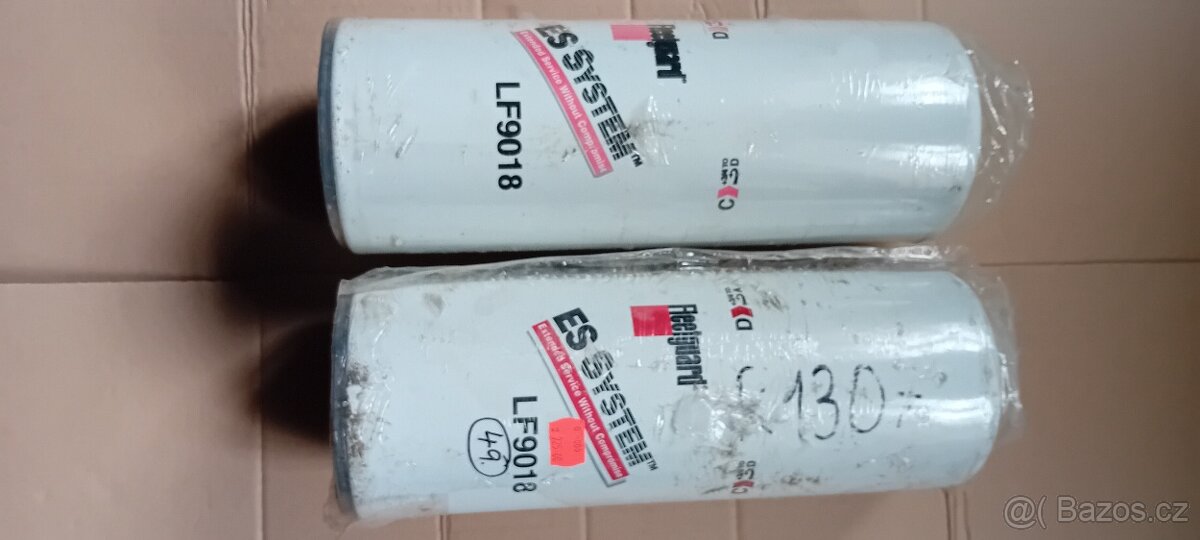 Fleetguard
ES SYSTEM™
Extended Service Without Compromise
LF9018
C
D
D
Fleetguard
ES SYSTEM™
Extended Service Without Compromise
LF9018
49.
D
C
130
@( Bazos.cz